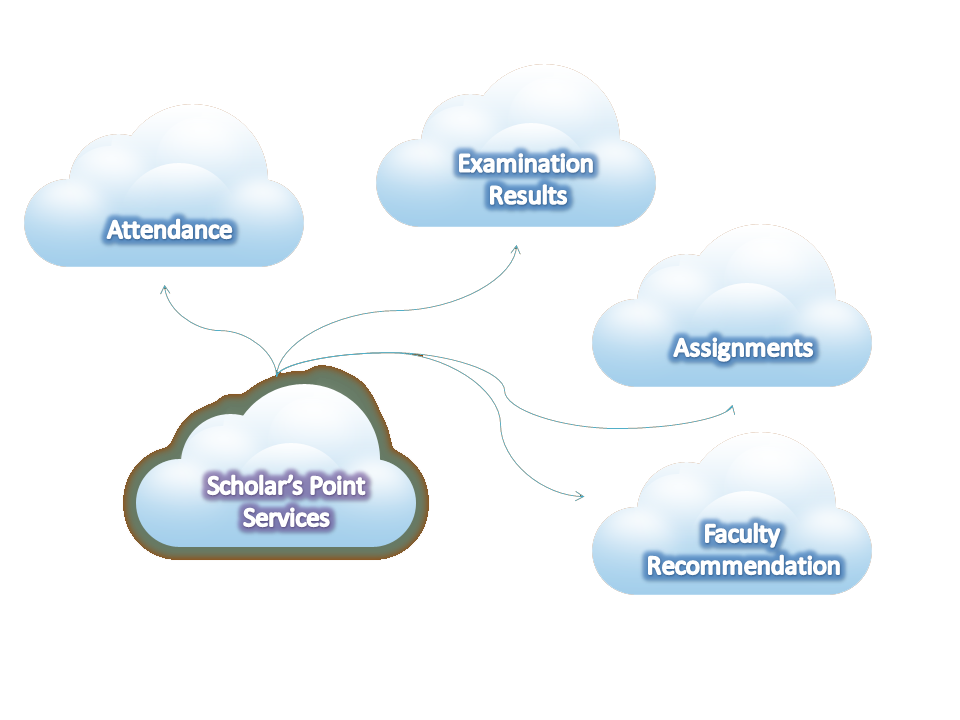 Attendance
Examination
Results
Assignments
Scholar’s Point
Services
Faculty
Recommendation